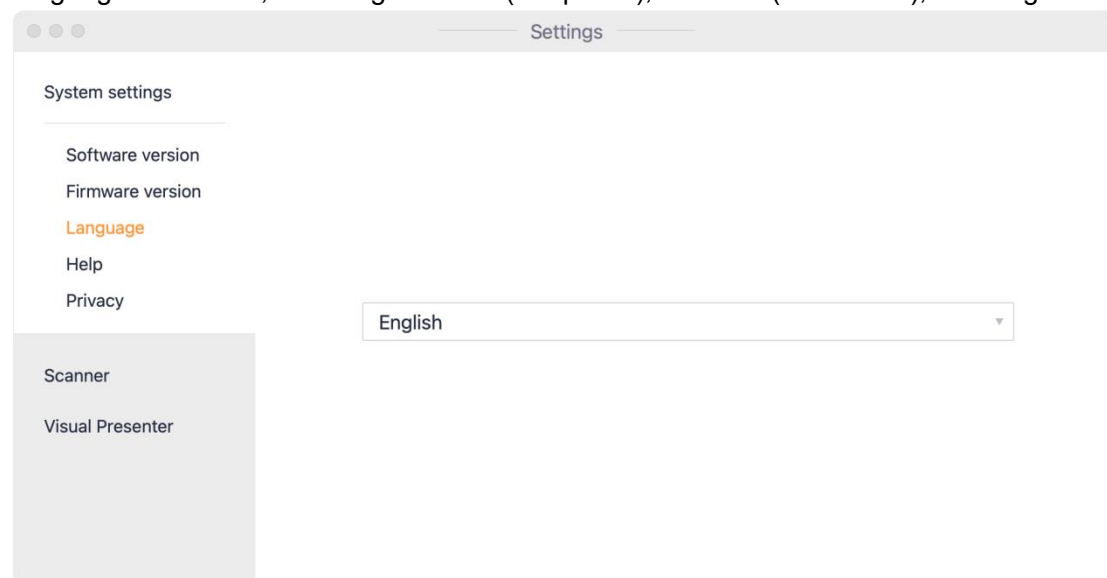 Settings
System settings
Software version
Firmware version
Language
Help
Privacy
English
Scanner
Visual Presenter